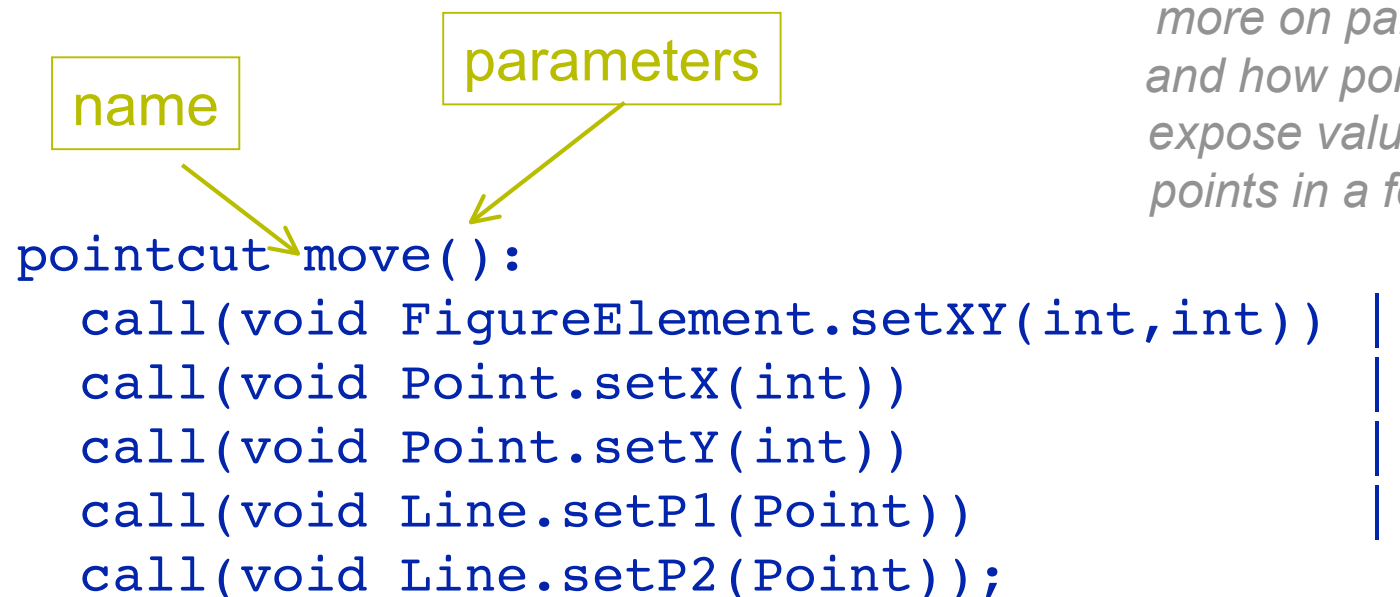 more on pa
and how poi
expose valu
points in a f
parameters
name
pointcut move():
call(void FigureElement.setXY(int,int)) |
call(void Point.setX(int)) |
call(void Point.setY(int)) |
call(void Line.setP1(Point)) |
call(void Line.setP2(Point));